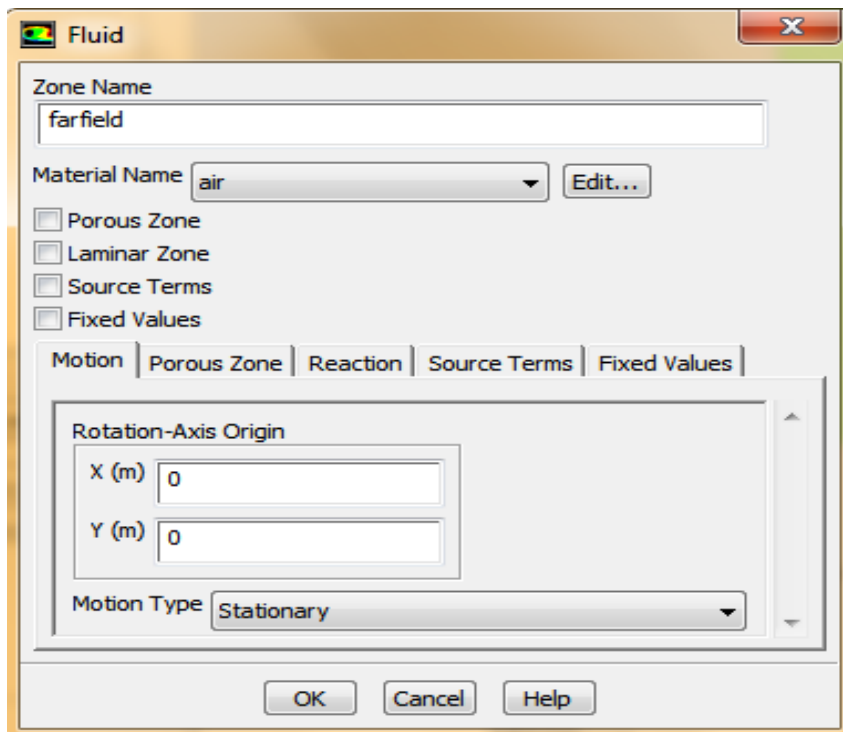 Fluid
Zone Name
farfield
Material Name air Edit...
Porous Zone
Laminar Zone
Source Terms
Fixed Values
Motion Porous Zone Reaction Source Terms Fixed Values
Rotation-Axis Origin
X (m) 0
Y (m) 0
Motion Type Stationary
OK Cancel Help